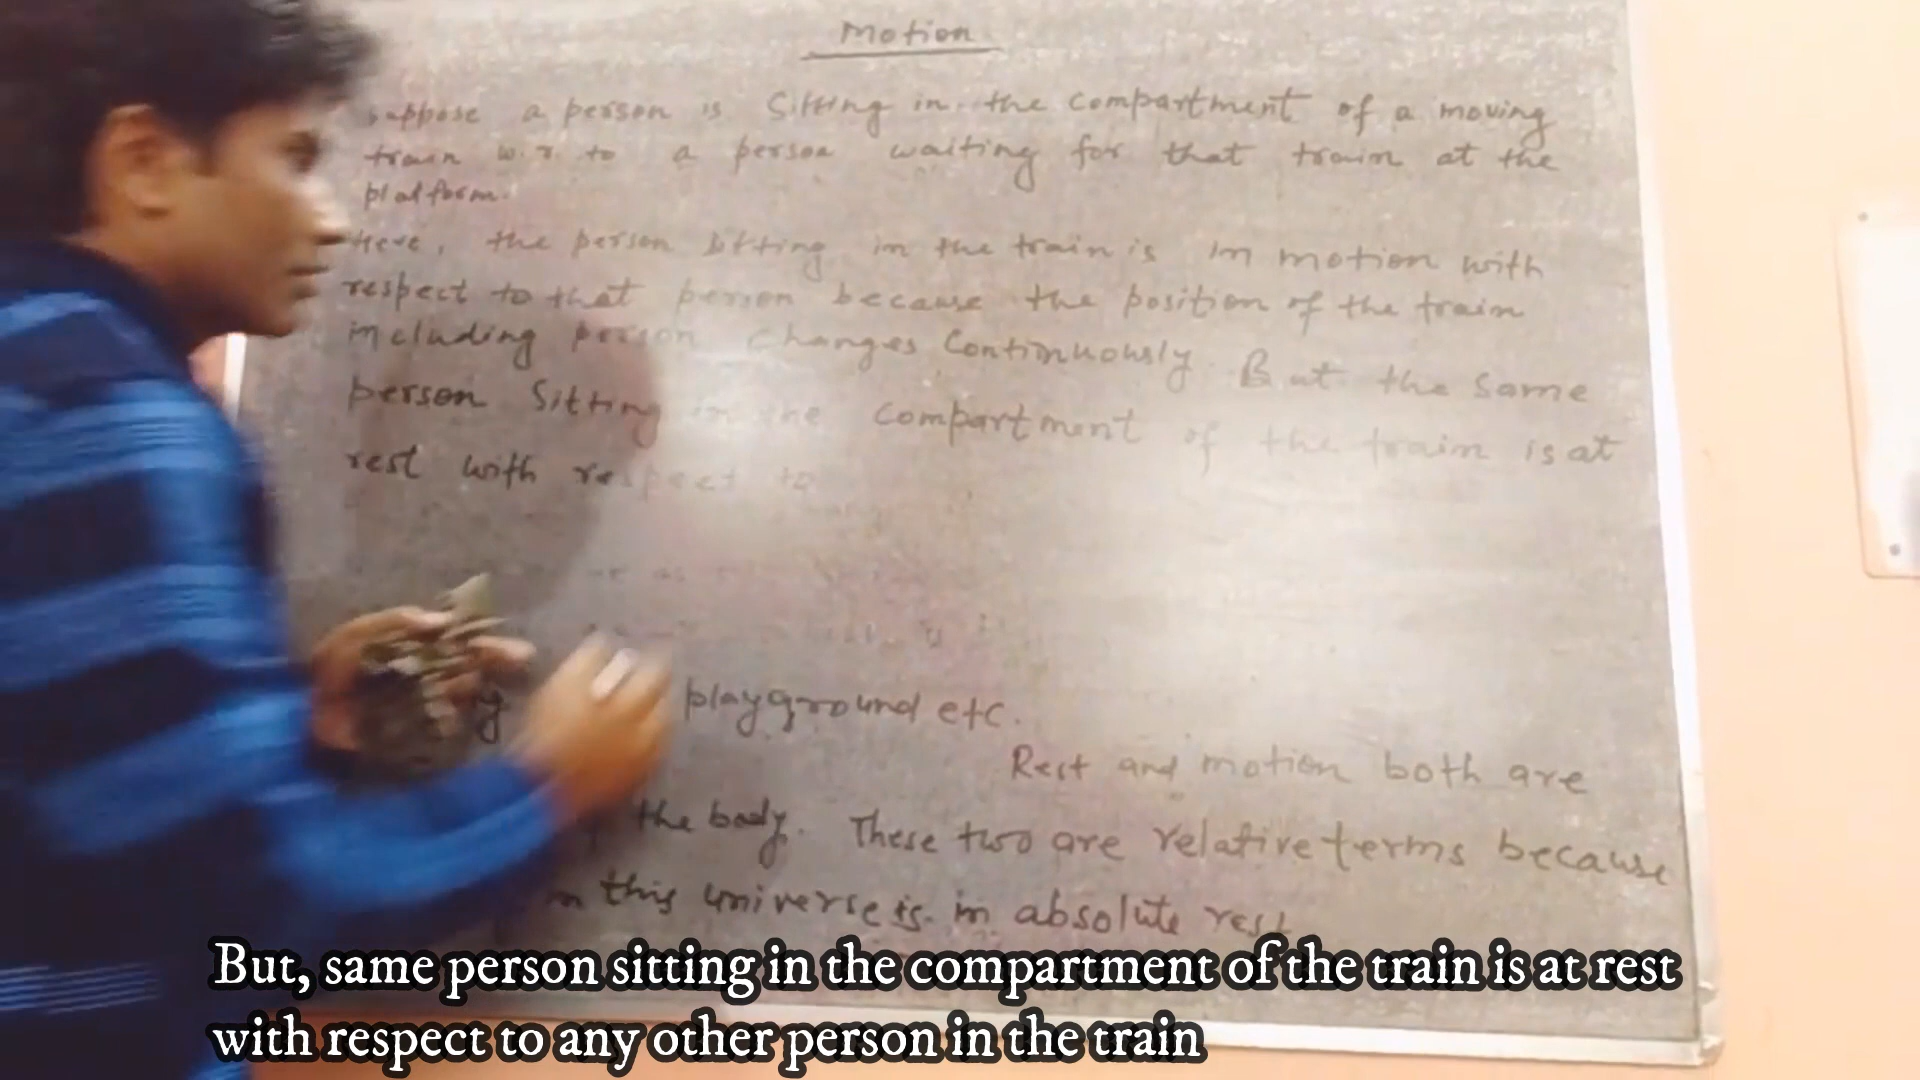 Motion
suppose a person is Sitting in the compartment of a moving
train w.r. to a person waiting for that train at the
platform.
Here, the person sitting in the train is in motion with
respect to that person because the position of the train
including person changes Continuously. But the same
person Sitting in the compartment of the train is at
rest with respect to
playground etc.
Rest and motion both are
the body. These two are relative terms because
in this universe is in absolute rest
But, same person sitting in the compartment of the train is at rest
with respect to any other person in the train